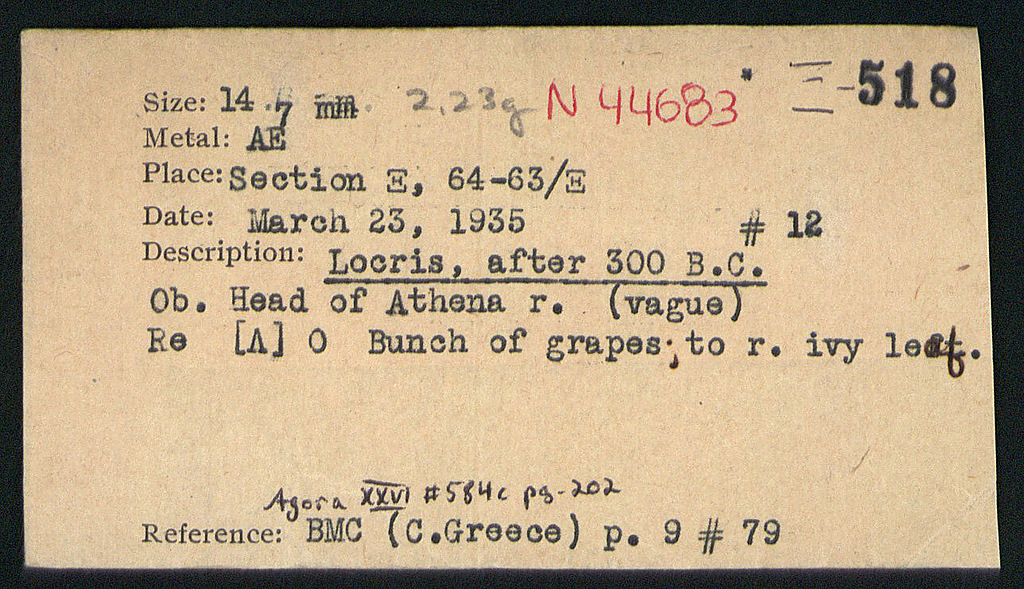 Size: 14.7 mm. 2,23g N 44683* Ξ-518
Metal: AE
Place: Section Ξ, 64-63/Ξ
Date: March 23, 1935 # 12
Description: Locris, after 300 B.C.
Ob. Head of Athena r. (vague)
Re [Λ] O Bunch of grapes; to r. ivy leaf.
Agora XXVI #584c pg. 202
Reference: BMC (C.Greece) p. 9 # 79